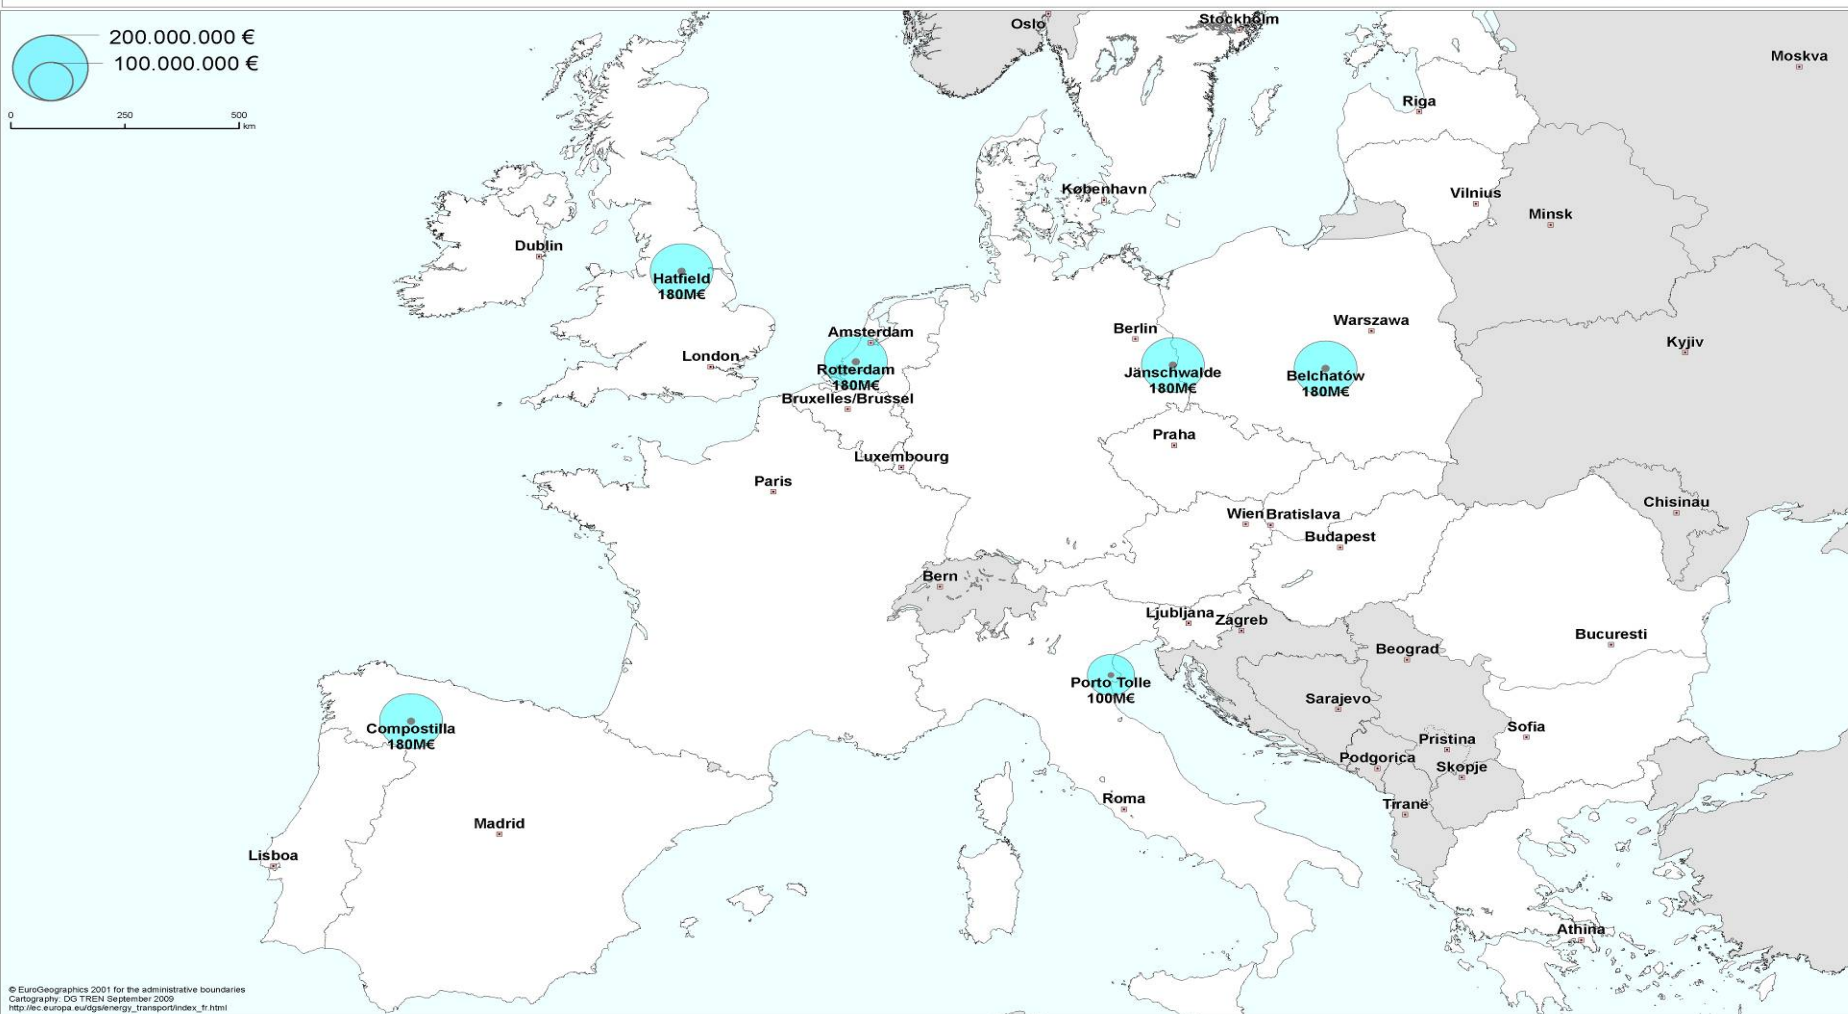 200.000.000 €
100.000.000 €
0 250 500
km
Oslo
Stockholm
Moskva
Riga
København
Vilnius
Minsk
Dublin
Hatfield
180M€
Amsterdam
Berlin
Warszawa
Kyjiv
London
Rotterdam
180M€
Jänschwalde
180M€
Belchatów
180M€
Bruxelles/Brussel
Praha
Luxembourg
Paris
Chisinau
Wien
Bratislava
Budapest
Bern
Ljubljana
Zagreb
Bucuresti
Beograd
Porto Tolle
100M€
Sarajevo
Compostilla
180M€
Sofia
Pristina
Podgorica
Skopje
Roma
Tiranë
Madrid
Lisboa
Athina
© EuroGeographics 2001 for the administrative boundaries
Cartography: DG TREN September 2009
http://ec.europa.eu/dgs/energy_transport/index_fr.html